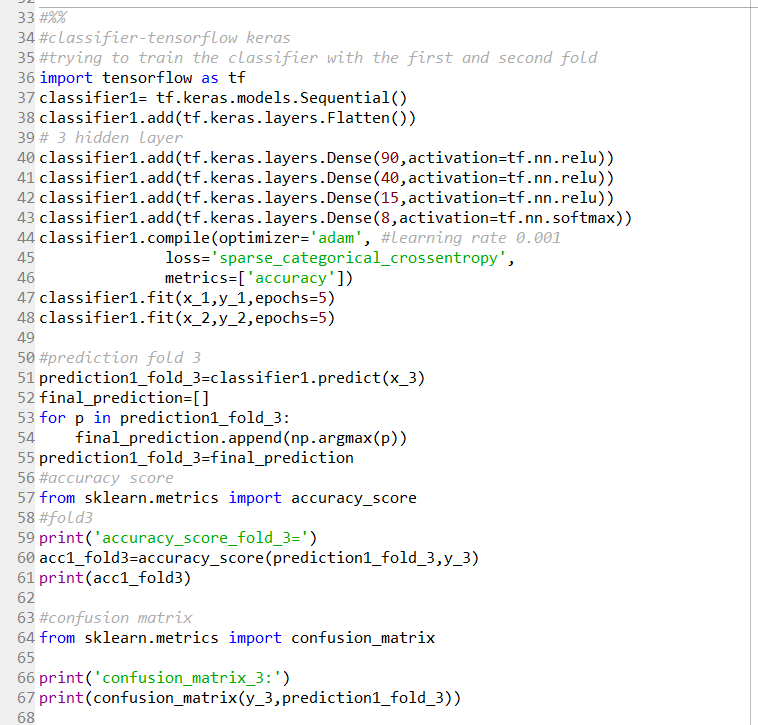 33 #%%
34 #classifier-tensorflow keras
35 #trying to train the classifier with the first and second fold
36 import tensorflow as tf
37 classifier1= tf.keras.models.Sequential()
38 classifier1.add(tf.keras.layers.Flatten())
39 # 3 hidden layer
40 classifier1.add(tf.keras.layers.Dense(90,activation=tf.nn.relu))
41 classifier1.add(tf.keras.layers.Dense(40,activation=tf.nn.relu))
42 classifier1.add(tf.keras.layers.Dense(15,activation=tf.nn.relu))
43 classifier1.add(tf.keras.layers.Dense(8,activation=tf.nn.softmax))
44 classifier1.compile(optimizer='adam', #learning rate 0.001
45               loss='sparse_categorical_crossentropy',
46               metrics=['accuracy'])
47 classifier1.fit(x_1,y_1,epochs=5)
48 classifier1.fit(x_2,y_2,epochs=5)
49
50 #prediction fold 3
51 prediction1_fold_3=classifier1.predict(x_3)
52 final_prediction=[]
53 for p in prediction1_fold_3:
54     final_prediction.append(np.argmax(p))
55 prediction1_fold_3=final_prediction
56 #accuracy score
57 from sklearn.metrics import accuracy_score
58 #fold3
59 print('accuracy_score_fold_3=')
60 acc1_fold3=accuracy_score(prediction1_fold_3,y_3)
61 print(acc1_fold3)
62
63 #confusion matrix
64 from sklearn.metrics import confusion_matrix
65
66 print('confusion_matrix_3:')
67 print(confusion_matrix(y_3,prediction1_fold_3))
68